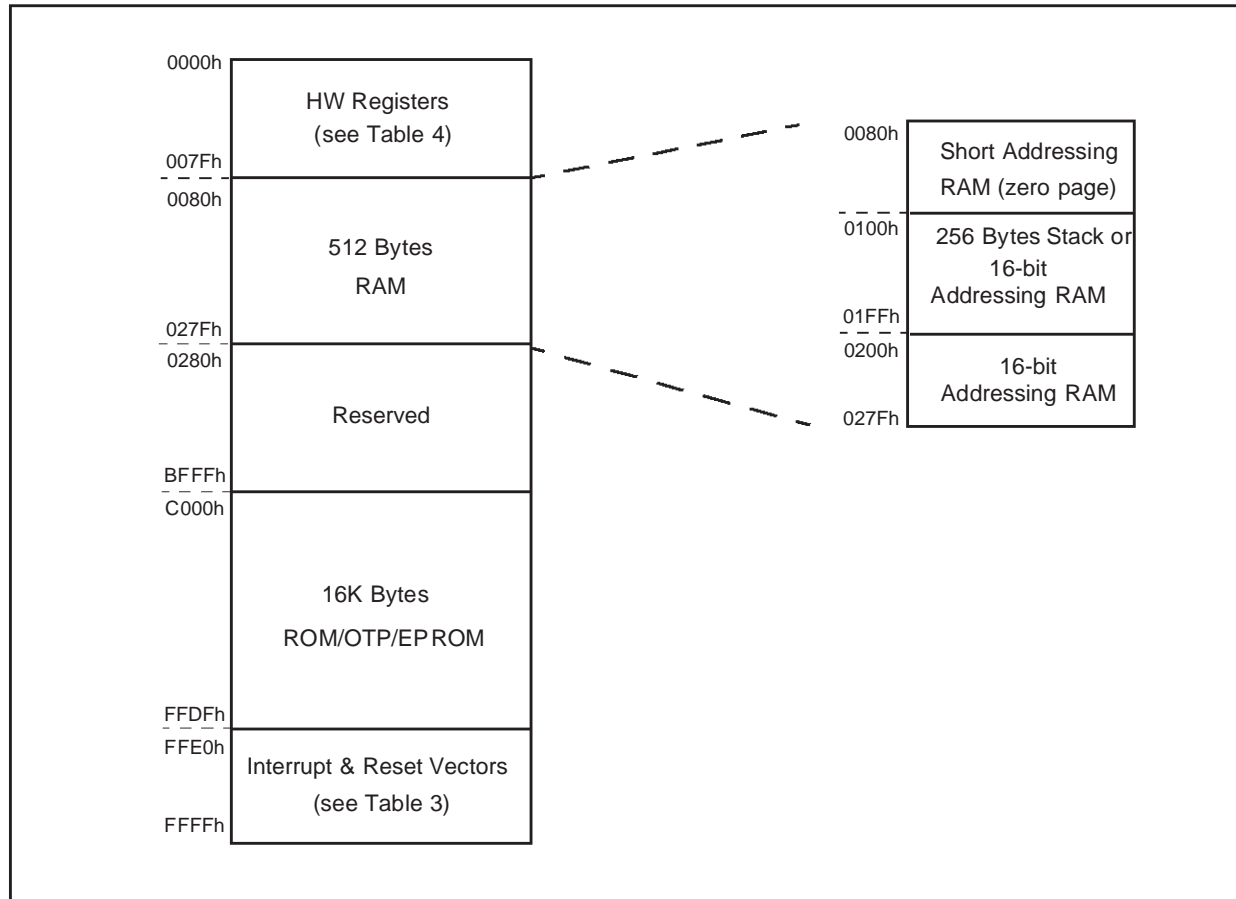 0000h
HW Registers
(see Table 4)
007Fh
0080h
512 Bytes
RAM
027Fh
0280h
Reserved
BFFFh
C000h
16K Bytes
ROM/OTP/EPROM
FFDFh
FFE0h
Interrupt & Reset Vectors
(see Table 3)
FFFFh
0080h
Short Addressing
RAM (zero page)
0100h
256 Bytes Stack or
16-bit
Addressing RAM
01FFh
0200h
16-bit
Addressing RAM
027Fh